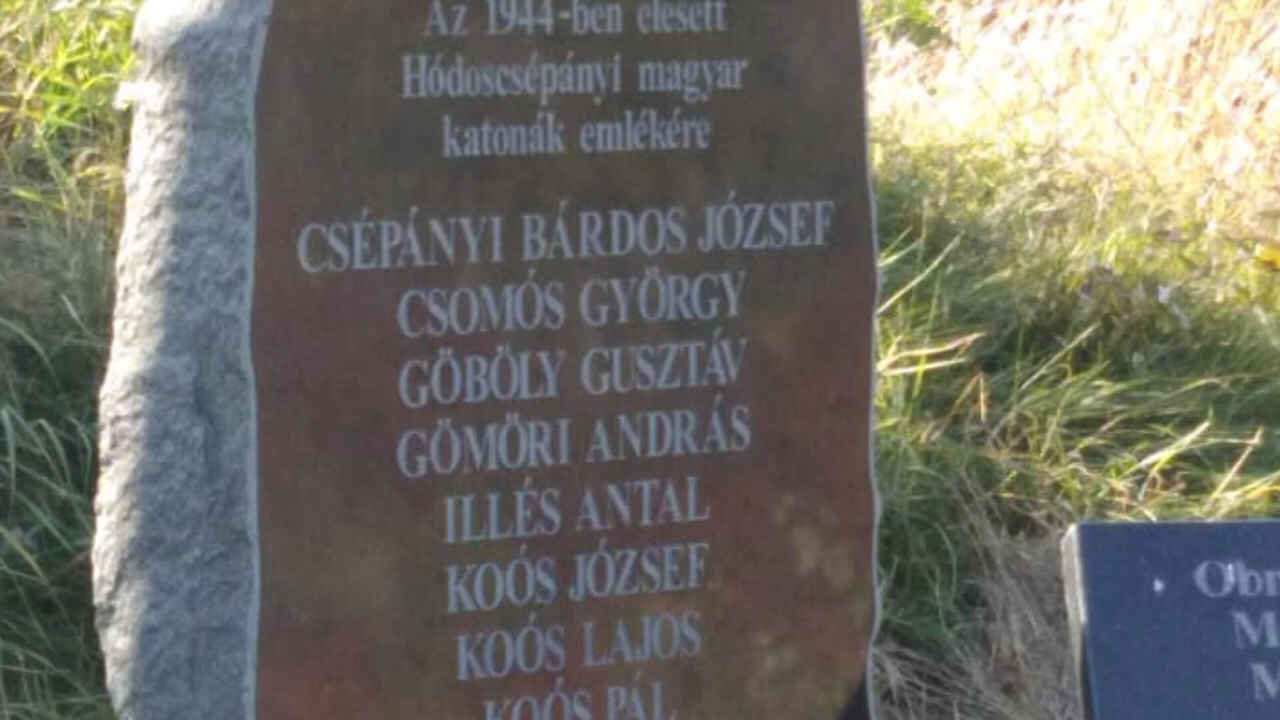 Az 1944-ben elesett
Hódoscsépányi magyar
katonák emlékére
CSÉPÁNYI BÁRDOS JÓZSEF
CSOMÓS GYÖRGY
GÖBÖLY GUSZTÁV
GÖMÖRI ANDRÁS
ILLÉS ANTAL
KOÓS JÓZSEF
KOÓS LAJOS
KOÓS PÁL